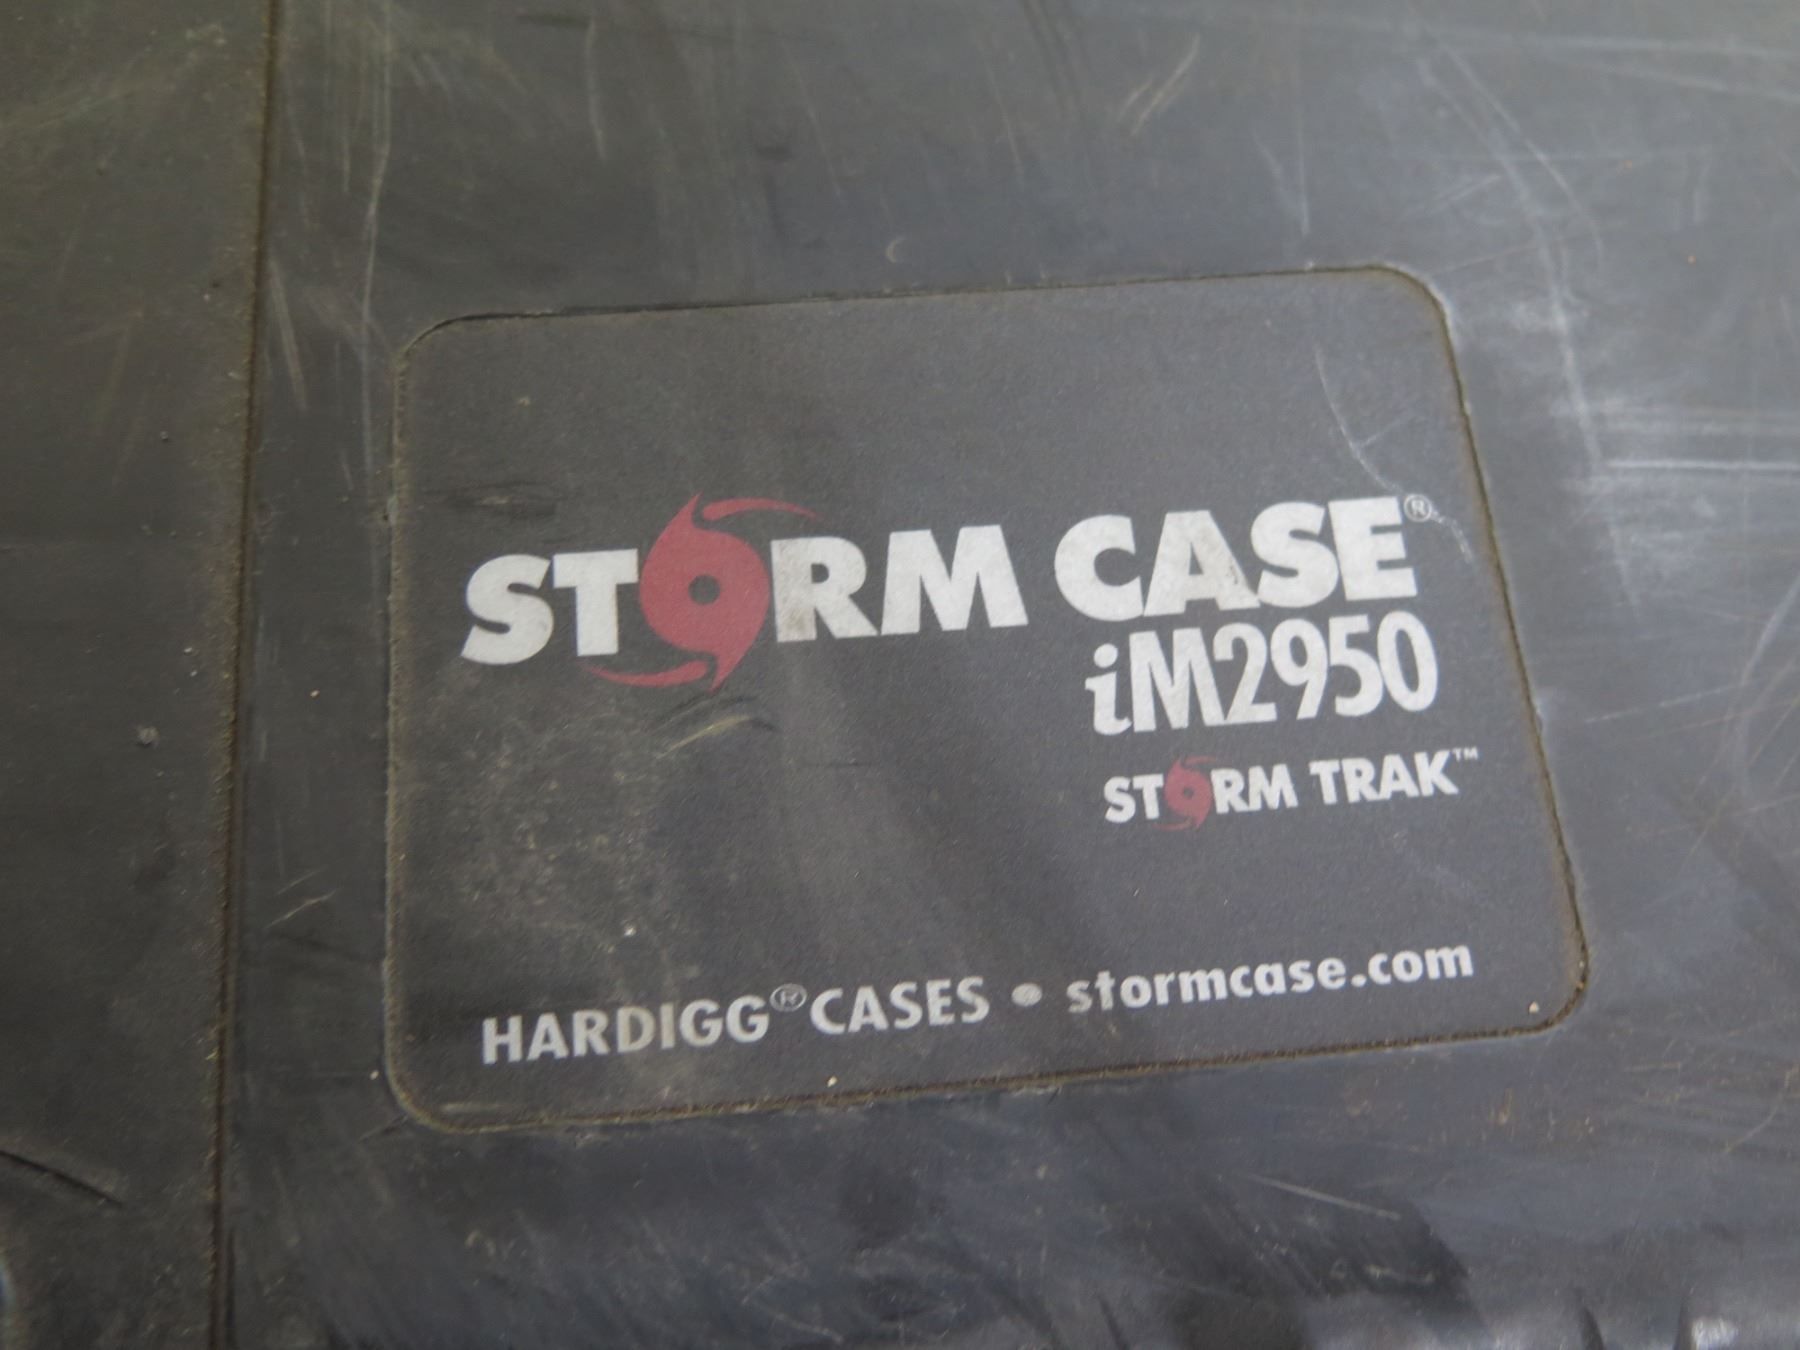 STORM CASE®
iM2950
STORM TRAK™
HARDIGG® CASES • stormcase.com